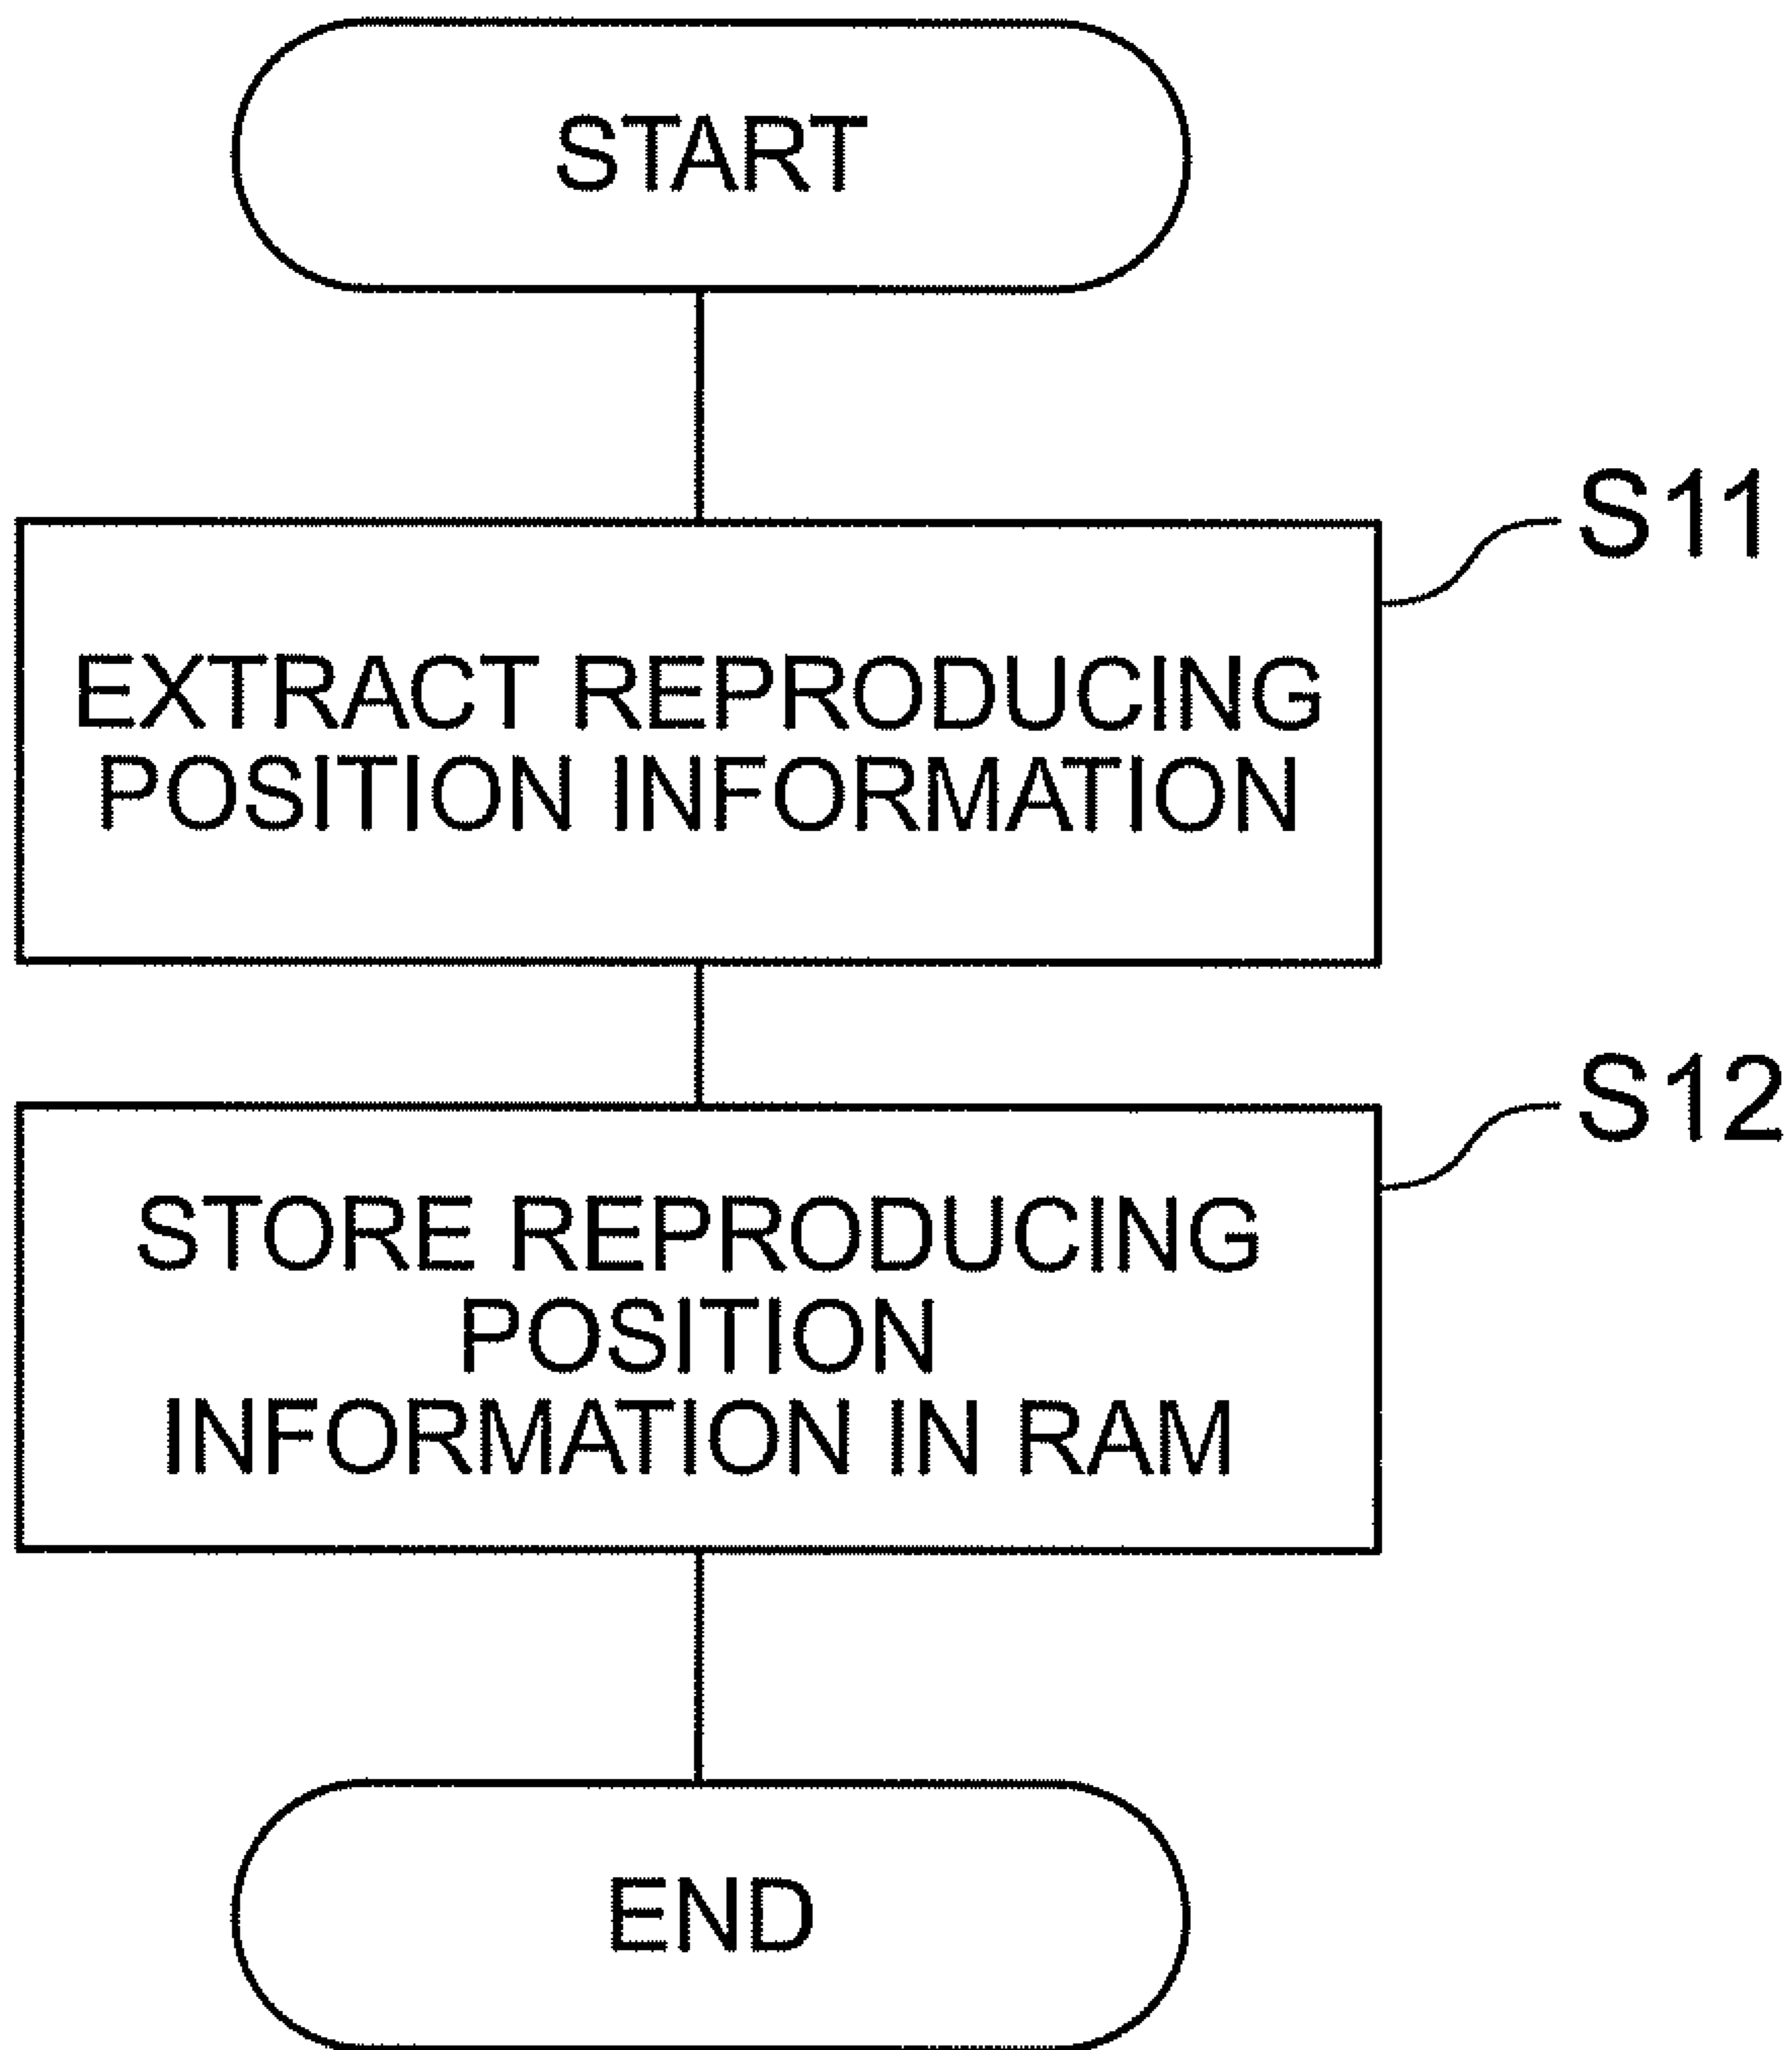 START
S11
EXTRACT REPRODUCING
POSITION INFORMATION
S12
STORE REPRODUCING
POSITION
INFORMATION IN RAM
END